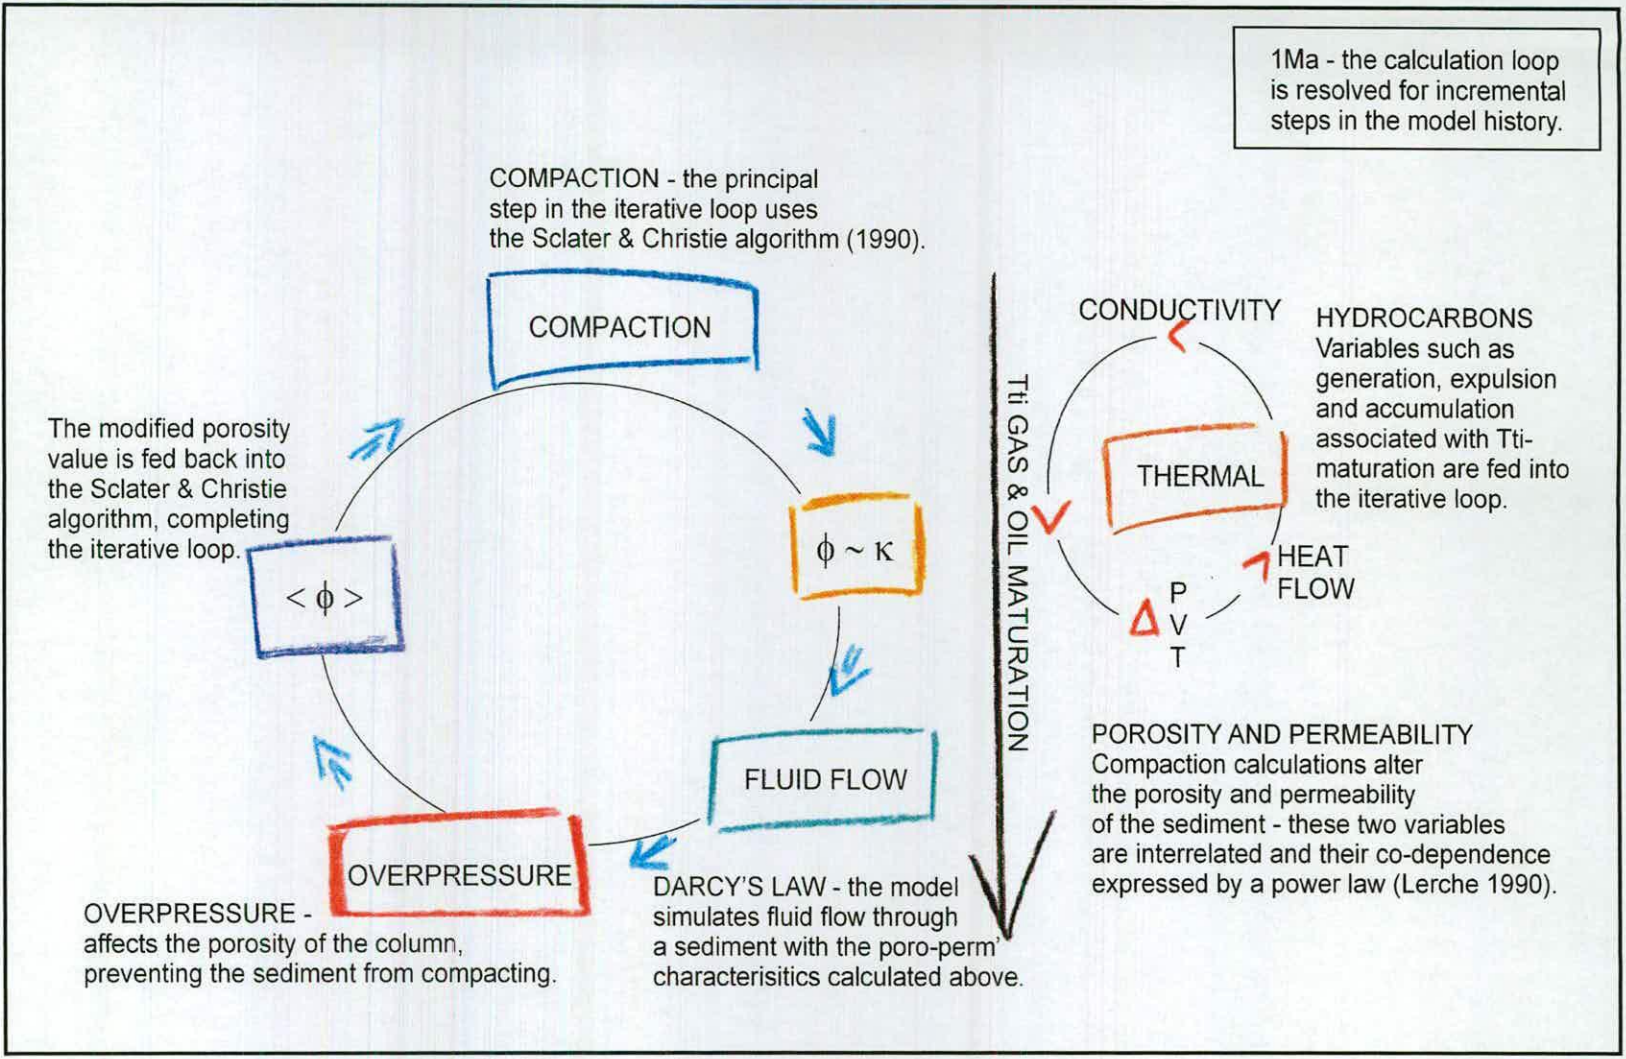 1Ma - the calculation loop
is resolved for incremental
steps in the model history.
COMPACTION - the principal
step in the iterative loop uses
the Sclater & Christie algorithm (1990).
COMPACTION
The modified porosity
value is fed back into
the Sclater & Christie
algorithm, completing
the iterative loop.
< ϕ >
ϕ ~ κ
FLUID FLOW
OVERPRESSURE
OVERPRESSURE -
affects the porosity of the column,
preventing the sediment from compacting.
DARCY'S LAW - the model
simulates fluid flow through
a sediment with the poro-perm'
characterisitics calculated above.
Tti GAS & OIL MATURATION
CONDUCTIVITY
THERMAL
HEAT
FLOW
Δ P
V
T
HYDROCARBONS
Variables such as
generation, expulsion
and accumulation
associated with Tti-
maturation are fed into
the iterative loop.
POROSITY AND PERMEABILITY
Compaction calculations alter
the porosity and permeability
of the sediment - these two variables
are interrelated and their co-dependence
expressed by a power law (Lerche 1990).